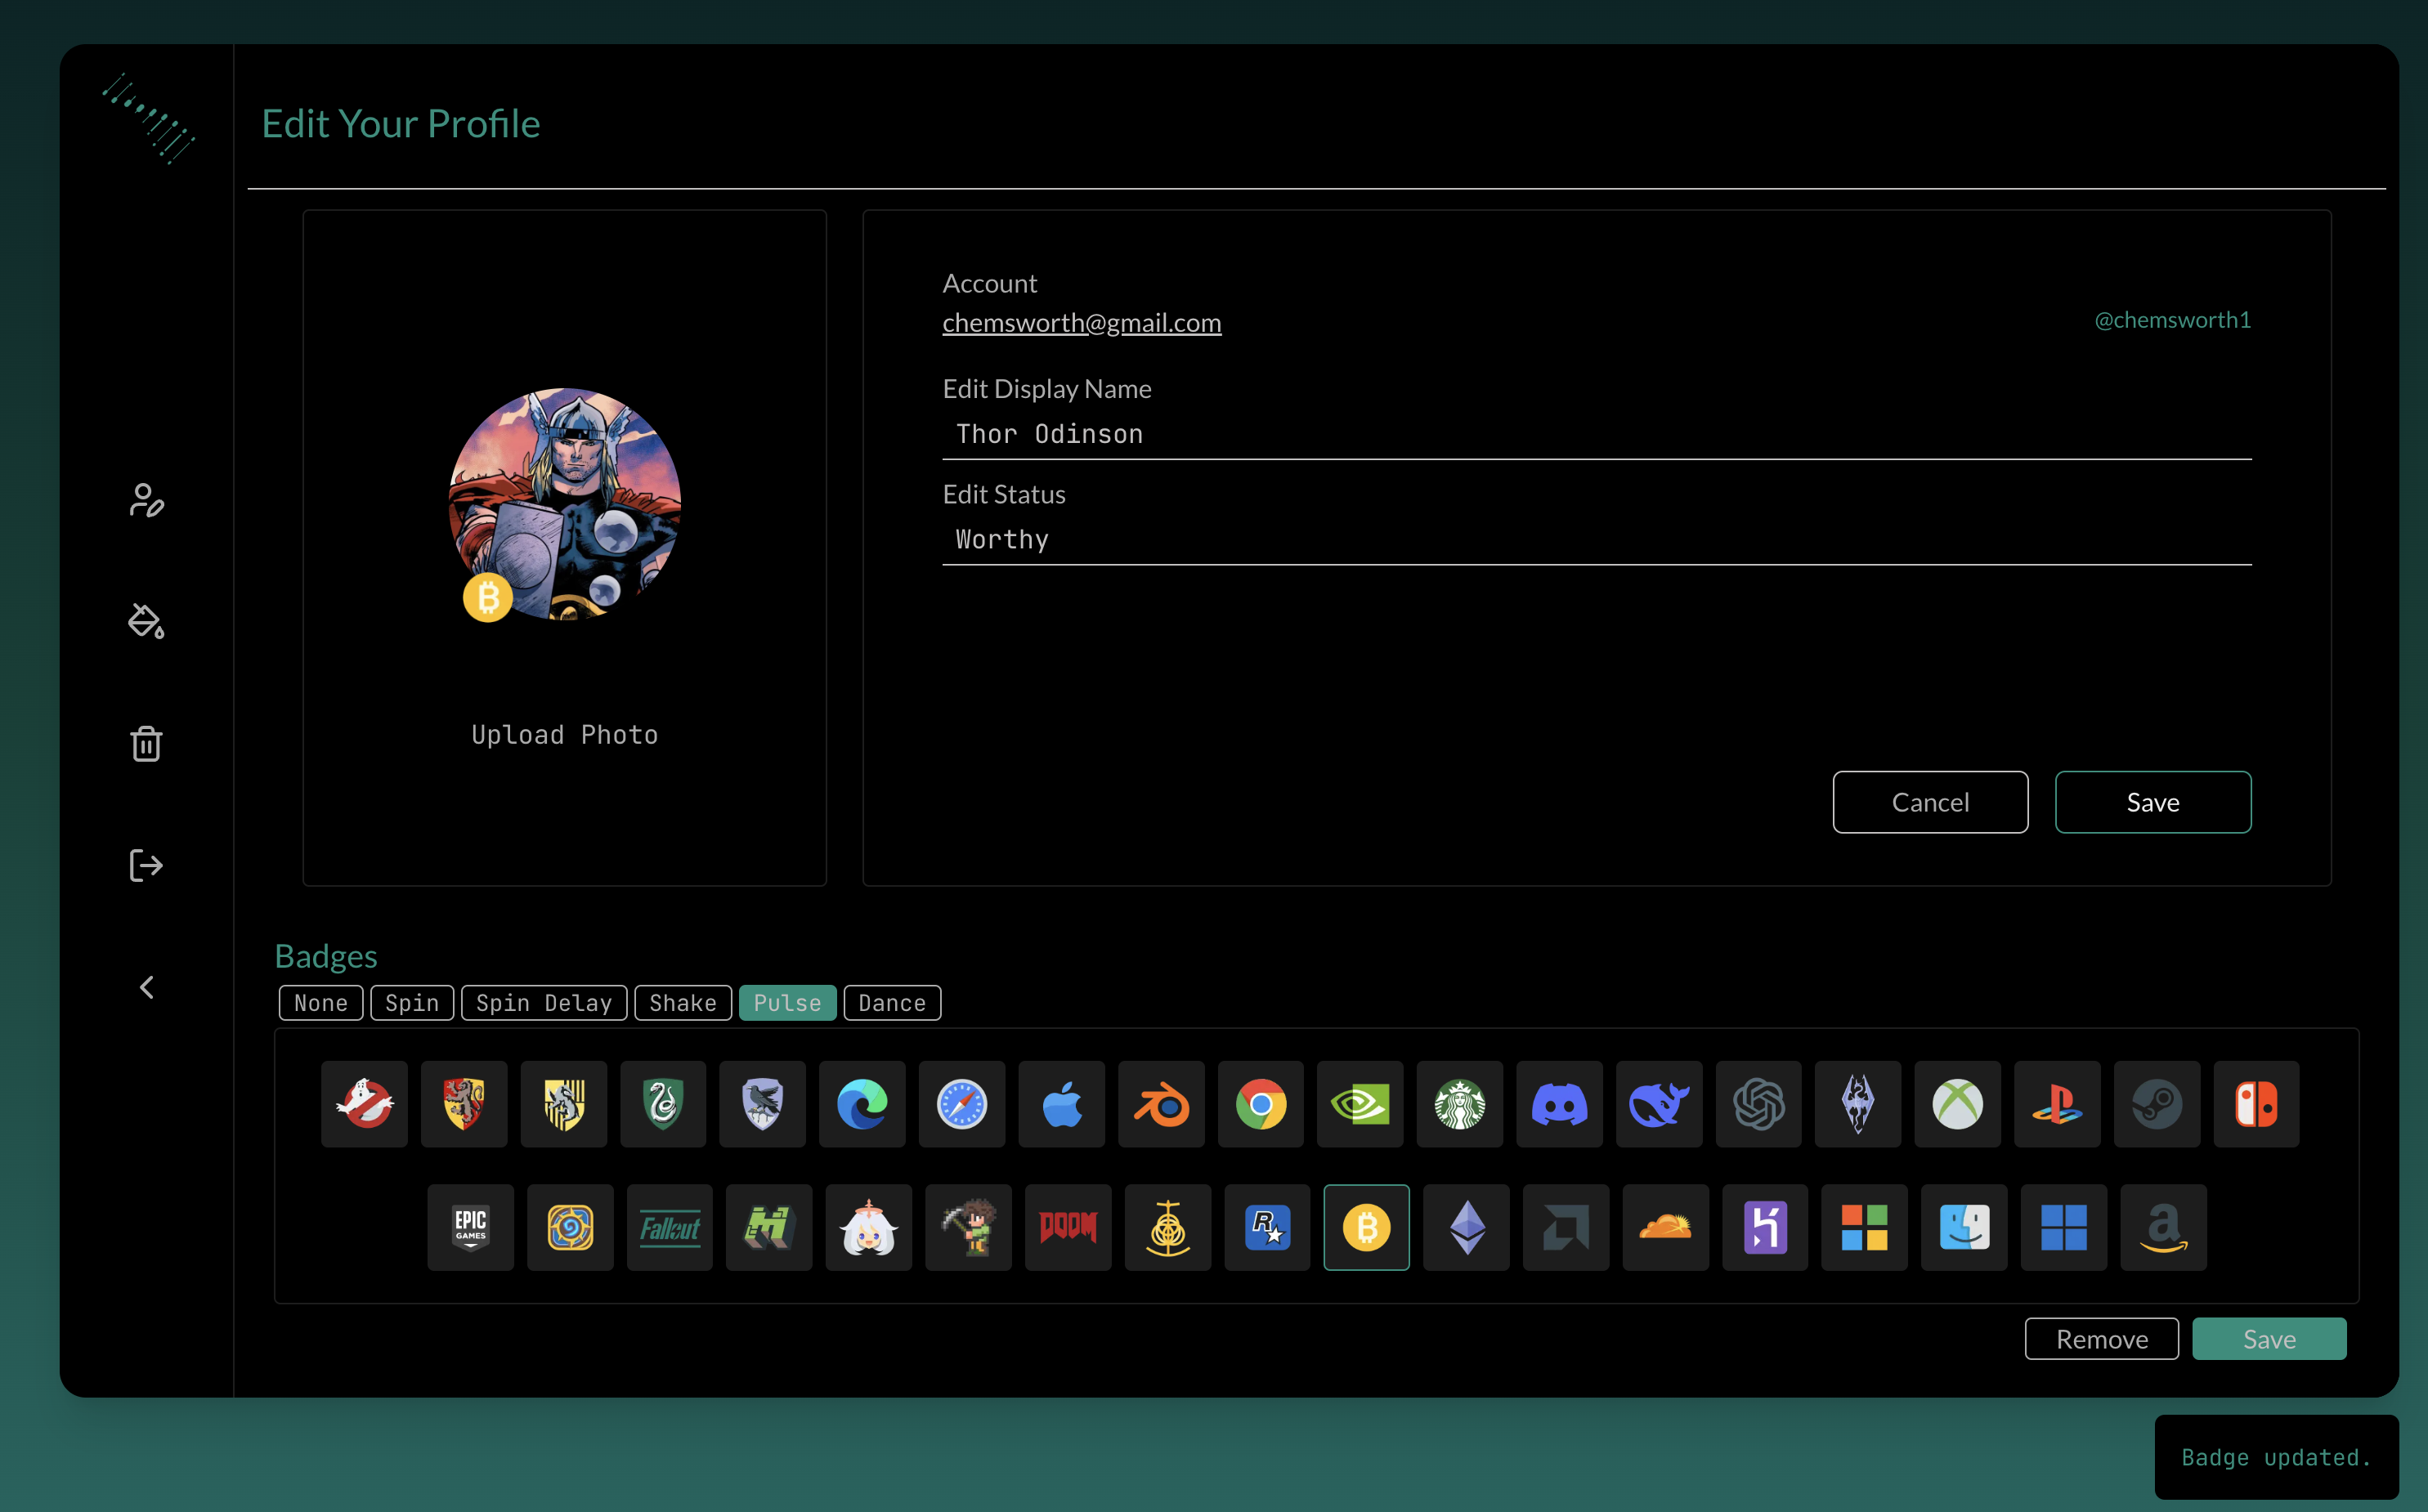 Edit Your Profile
Account
chemsworth@gmail.com
@chemsworth1
Edit Display Name
Thor Odinson
Edit Status
Worthy
Upload Photo
Cancel
Save
Badges
None
Spin
Spin Delay
Shake
Pulse
Dance
EPIC
GAMES
Fallout
DOOM
Remove
Save
Badge updated.